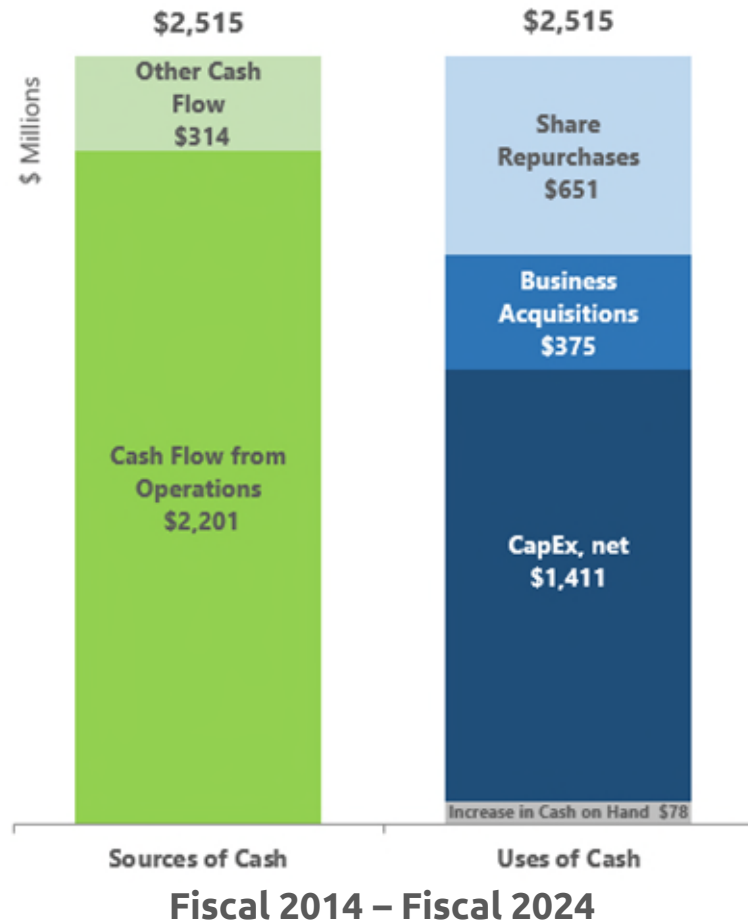 $2,515
$2,515
$ Millions
Other Cash
Flow
$314
Cash Flow from
Operations
$2,201
Share
Repurchases
$651
Business
Acquisitions
$375
CapEx, net
$1,411
Increase in Cash on Hand $78
Sources of Cash
Uses of Cash
Fiscal 2014 – Fiscal 2024